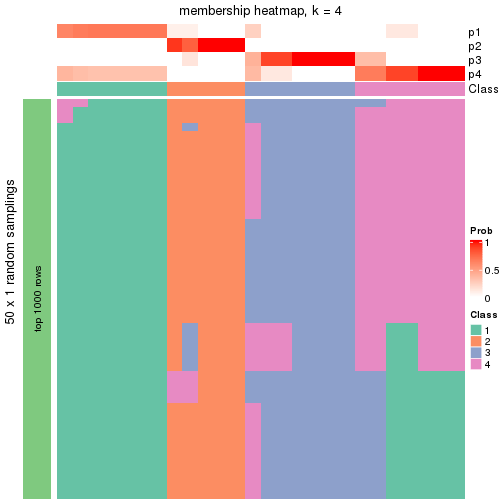 membership heatmap, k = 4
p1
p2
p3
p4
Class
50 x 1 random samplings
top 1000 rows
Prob
1
0.5
0
Class
1
2
3
4